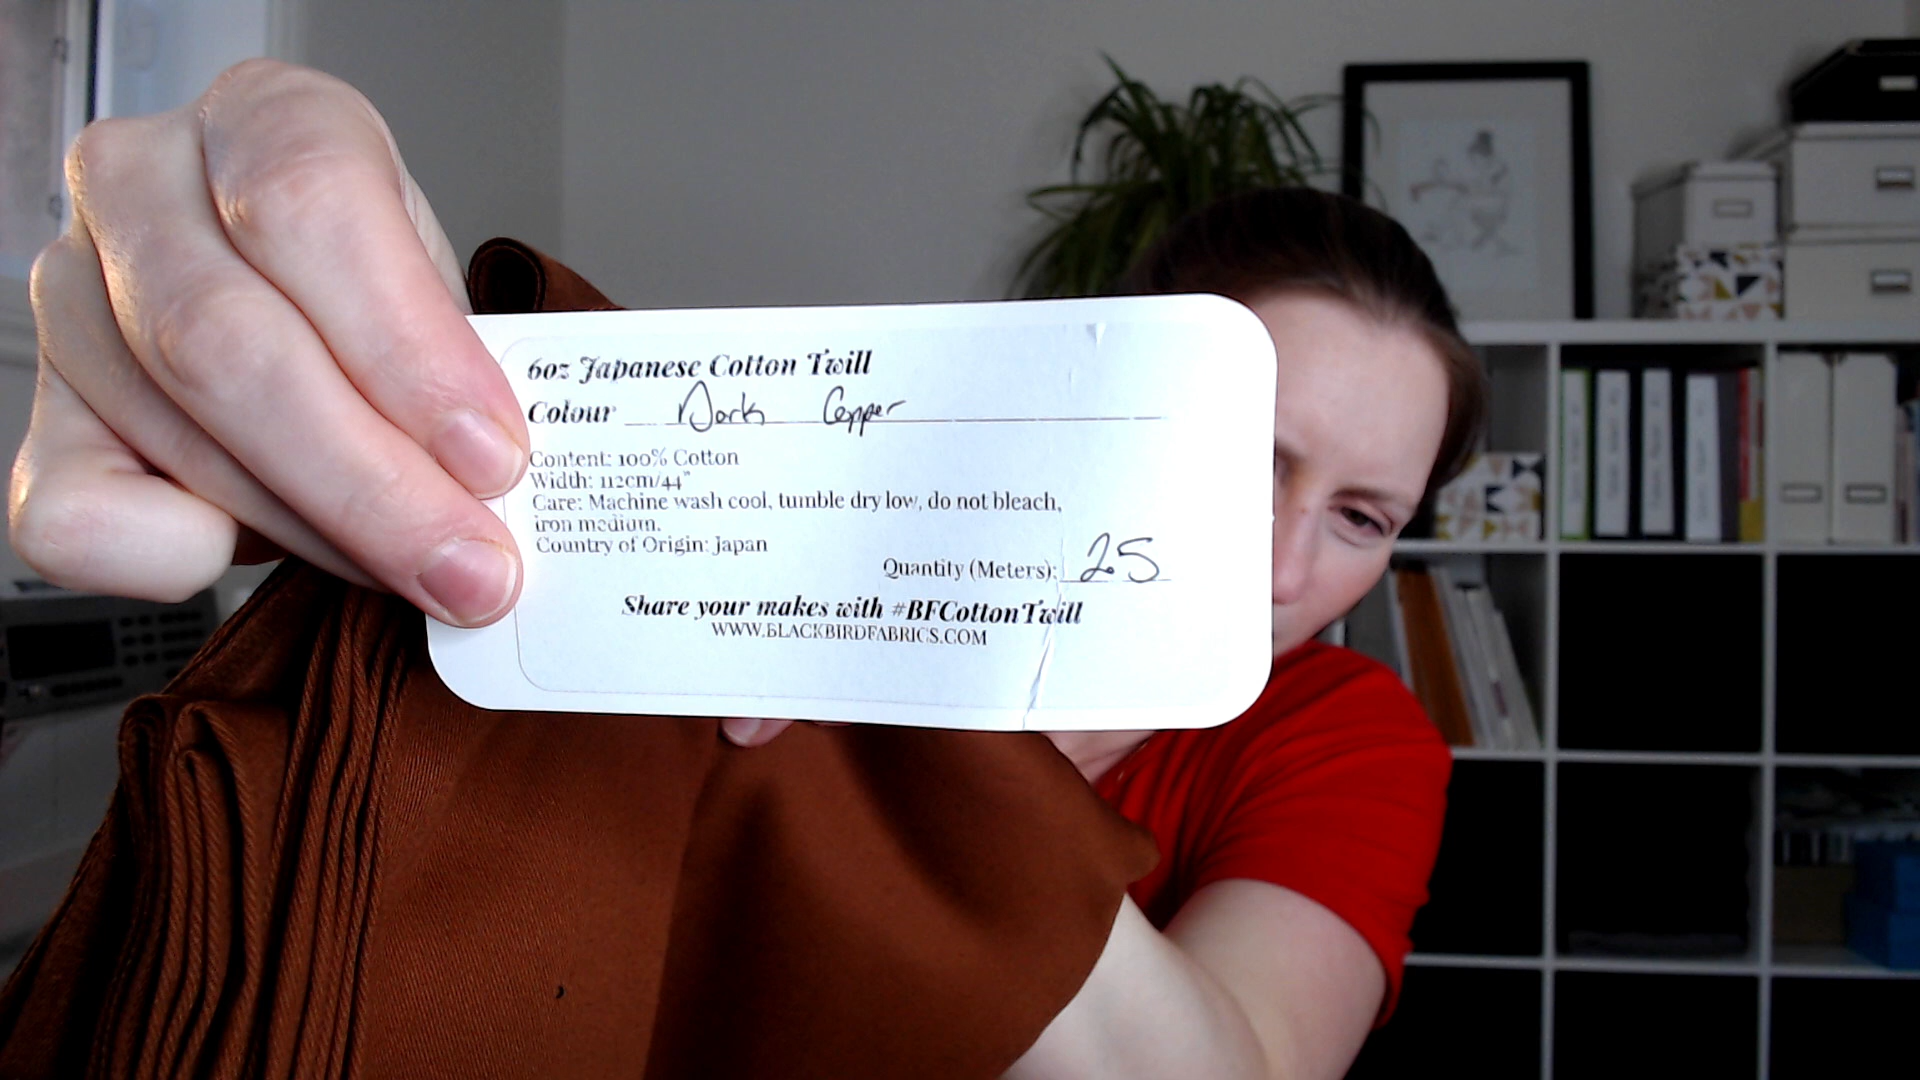 6oz Japanese Cotton Twill
Colour Dark Copper
Content: 100% Cotton
Width: 112cm/44"
Care: Machine wash cool, tumble dry low, do not bleach,
iron medium.
Country of Origin: Japan
Quantity (Meters): 2.5
Share your makes with #BFCottonTwill
WWW.BLACKBIRDFABRICS.COM